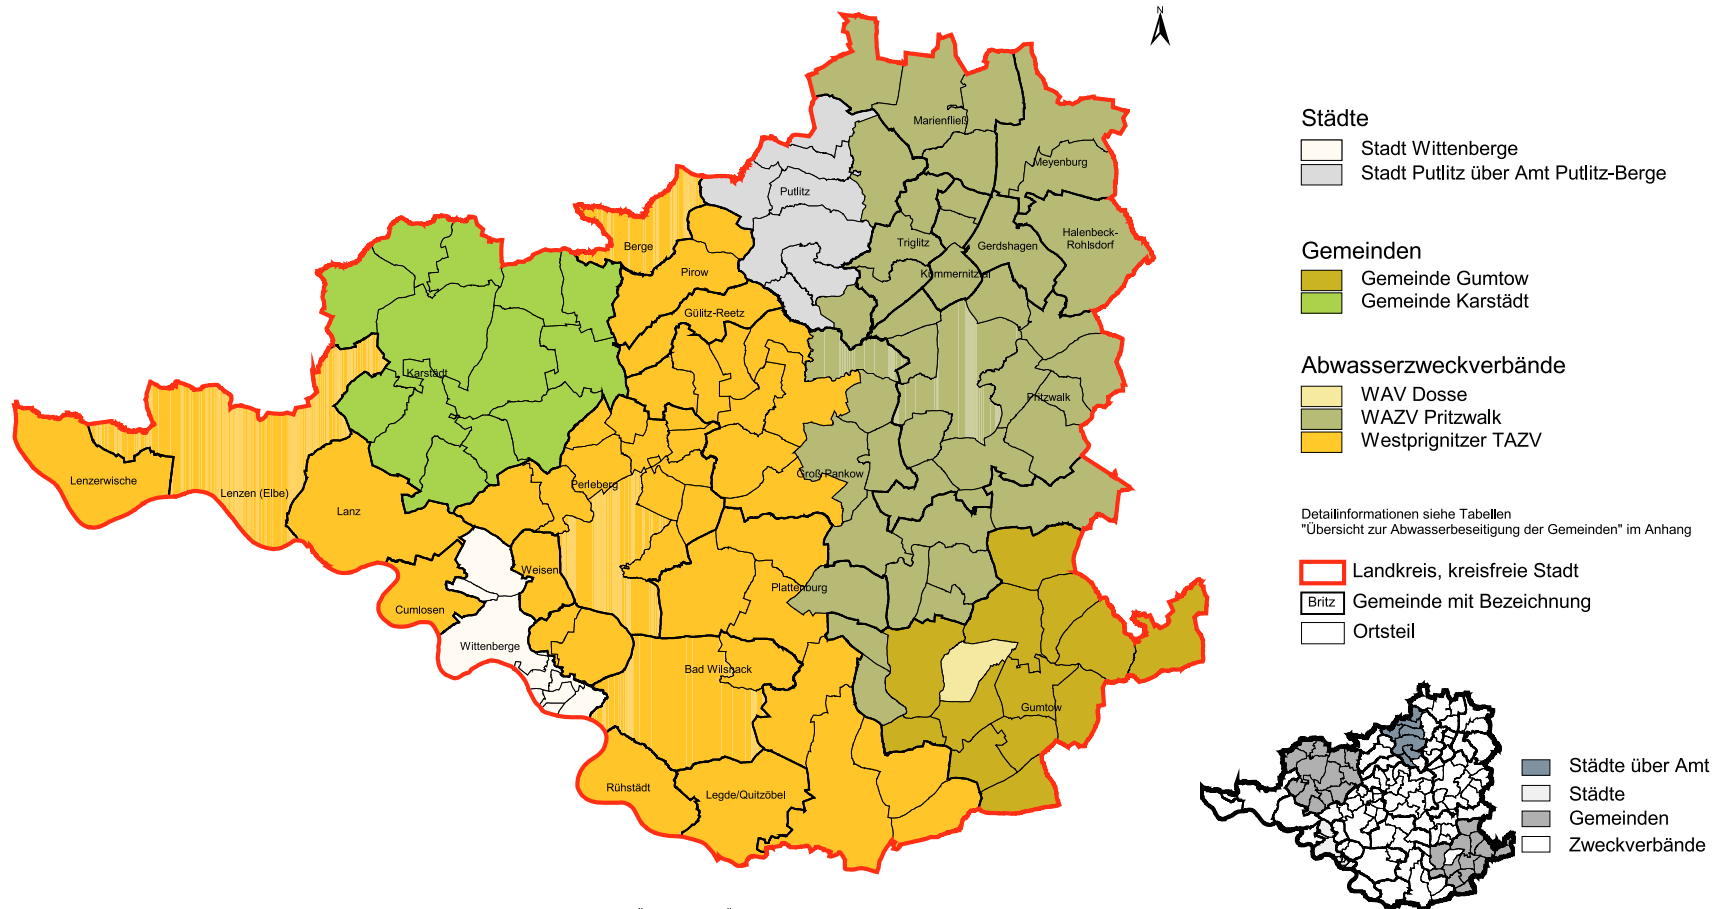 N
Marienfließ
Meyenburg
Putlitz
Halenbeck-
Rohlsdorf
Triglitz
Gerdshagen
Berge
Kümmernitztal
Pirow
Gülitz-Reetz
Karstädt
Pritzwalk
Groß Pankow
Lenzerwische
Perleberg
Lenzen (Elbe)
Lanz
Weisen
Plattenburg
Cumlosen
Wittenberge
Bad Wilsnack
Gumtow
Rühstädt
Legde/Quitzöbel
Städte
Stadt Wittenberge
Stadt Putlitz über Amt Putlitz-Berge
Gemeinden
Gemeinde Gumtow
Gemeinde Karstädt
Abwasserzweckverbände
WAV Dosse
WAZV Pritzwalk
Westprignitzer TAZV
Detailinformationen siehe Tabellen
"Übersicht zur Abwasserbeseitigung der Gemeinden" im Anhang
Landkreis, kreisfreie Stadt
Britz Gemeinde mit Bezeichnung
Ortsteil
Städte über Amt
Städte
Gemeinden
Zweckverbände